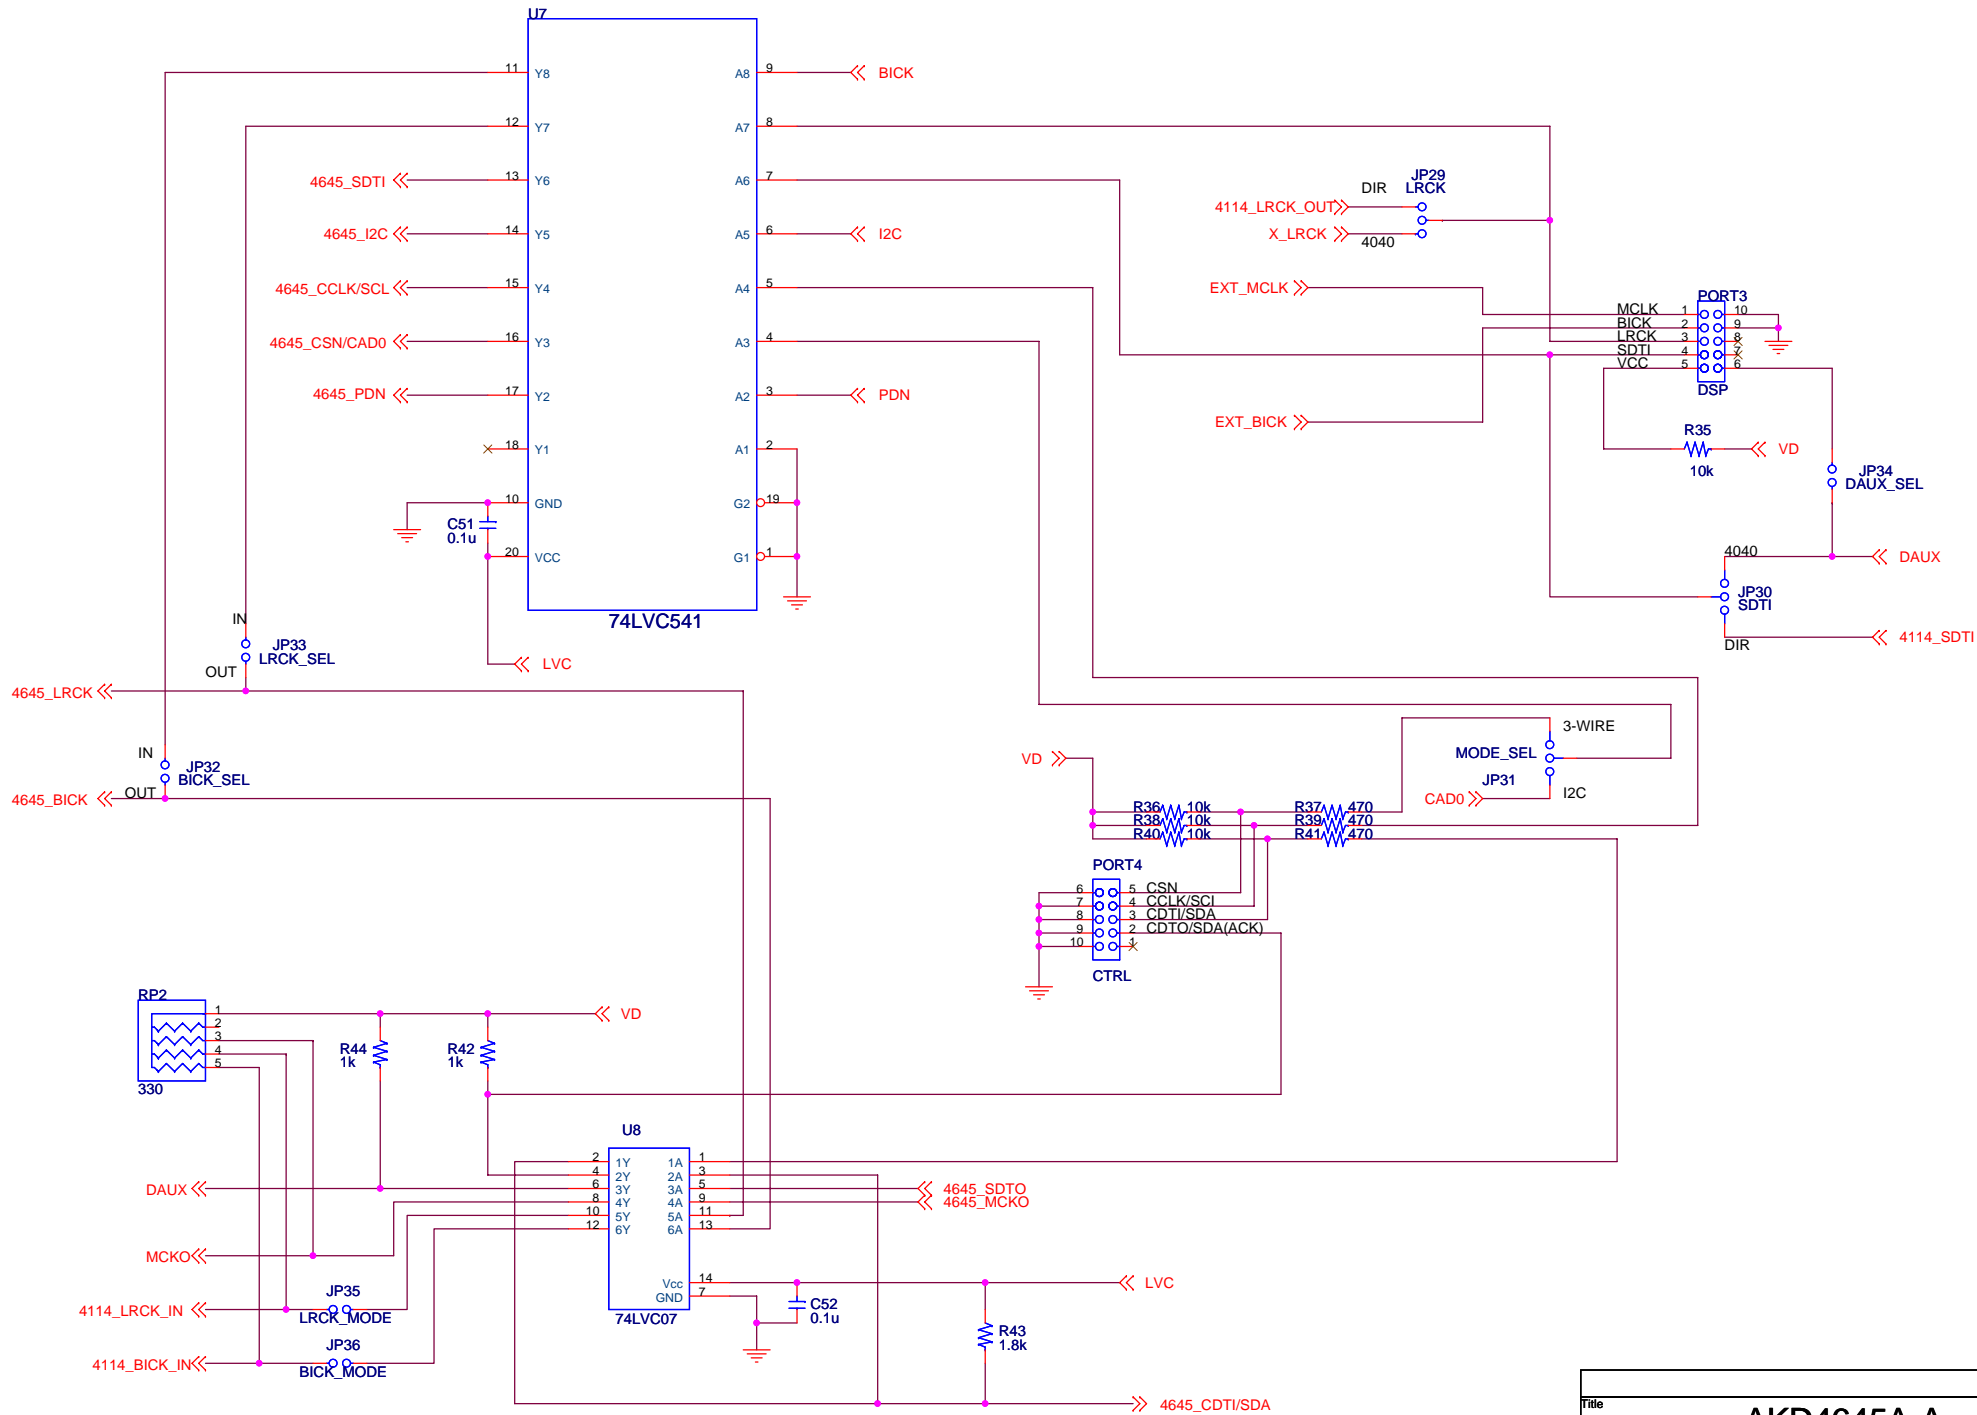 U7
11 Y8 A8 9 BICK
12 Y7 A7 8
4645_SDTI 13 Y6 A6 7
4645_I2C 14 Y5 A5 6 I2C
4645_CCLK/SCL 15 Y4 A4 5
4645_CSN/CAD0 16 Y3 A3 4
4645_PDN 17 Y2 A2 3 PDN
18 Y1 A1 2
10 GND G2 19
C51
0.1u
20 VCC G1 1
74LVC541
LVC
JP29
DIR LRCK
4114_LRCK_OUT
X_LRCK
4040
EXT_MCLK
PORT3
MCLK 1 10
BICK 2 9
LRCK 3 8
SDTI 4 7
VCC 5 6
DSP
EXT_BICK
R35
VD
10k
JP34
DAUX_SEL
4040
DAUX
JP30
SDTI
4114_SDTI
DIR
IN
JP33
LRCK_SEL
OUT
4645_LRCK
IN
JP32
BICK_SEL
OUT
4645_BICK
3-WIRE
MODE_SEL
VD
JP31
CAD0
I2C
R36 10k R37 470
R38 10k R39 470
R40 10k R41 470
PORT4
6 5 CSN
7 4 CCLK/SCI
8 3 CDTI/SDA
9 2 CDTO/SDA(ACK)
10 1
CTRL
RP2
1
2
3
4
5
330
VD
R44
1k
R42
1k
U8
2 1Y 1A 1
4 2Y 2A 3
DAUX 6 3Y 3A 5 4645_SDTO
8 4Y 4A 9 4645_MCKO
10 5Y 5A 11
12 6Y 6A 13
MCKO
Vcc 14 LVC
GND 7
74LVC07
C52
0.1u
JP35
4114_LRCK_IN
LRCK_MODE
JP36
4114_BICK_IN
BICK_MODE
R43
1.8k
4645_CDTI/SDA
Title